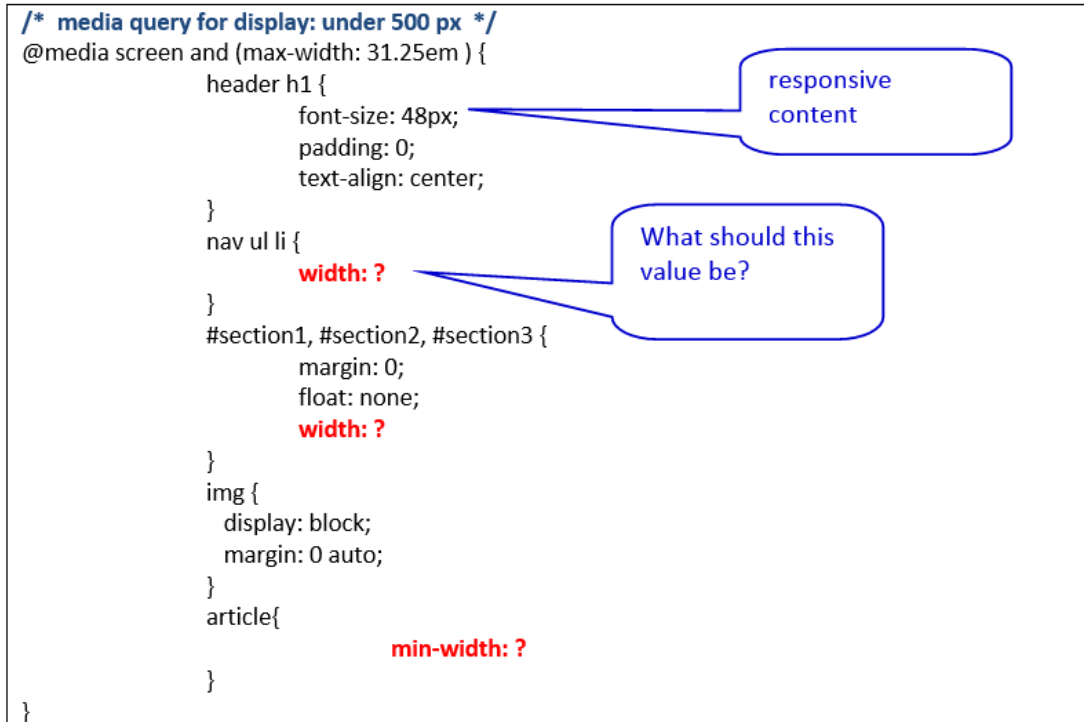 /*  media query for display: under 500 px  */
@media screen and (max-width: 31.25em ) {
header h1 {
font-size: 48px;
padding: 0;
text-align: center;
}
nav ul li {
width: ?
}
#section1, #section2, #section3 {
margin: 0;
float: none;
width: ?
}
img {
display: block;
margin: 0 auto;
}
article{
min-width: ?
}
}
responsive
content
What should this
value be?